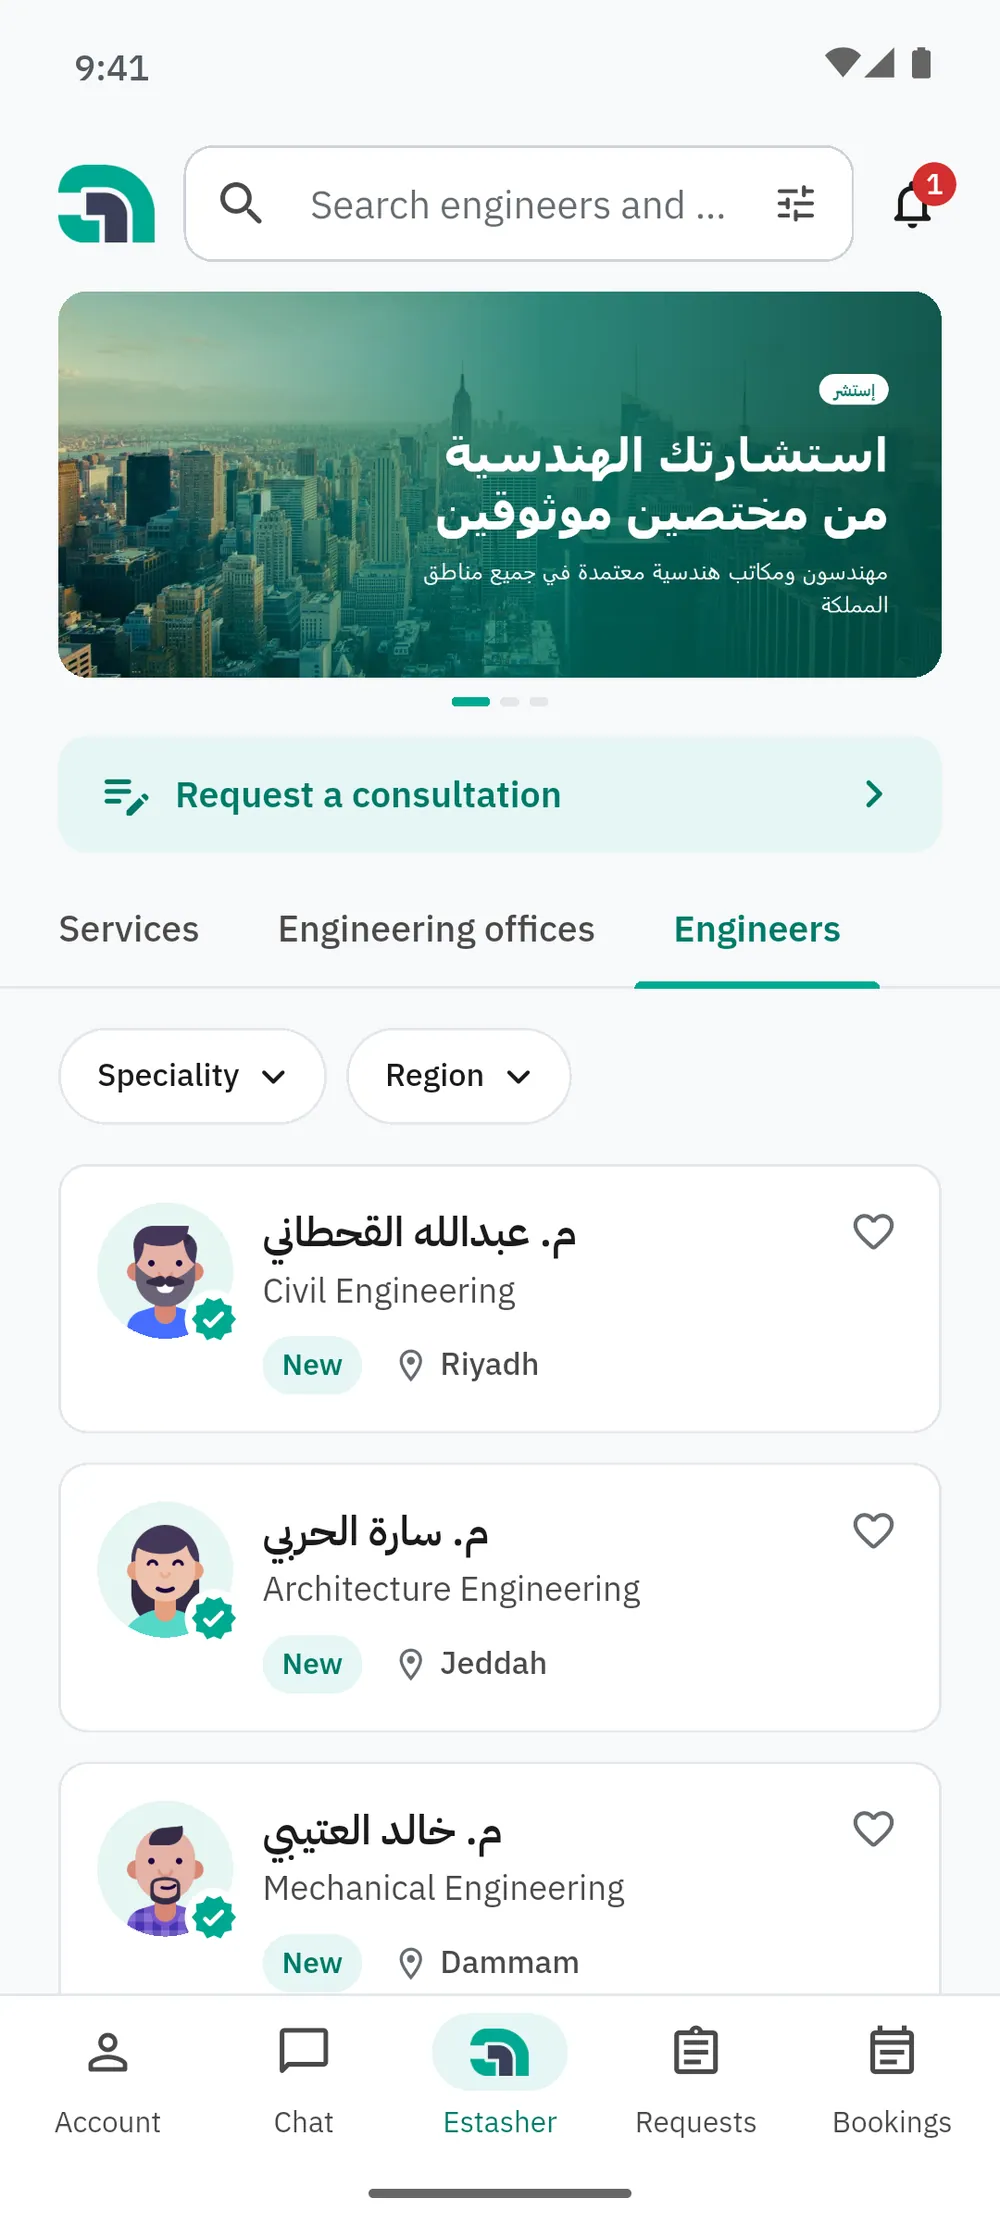 9:41
Search engineers and ...
1
إستشر
استشارتك الهندسية
من مختصين موثوقين
مهندسون ومكاتب هندسية معتمدة في جميع مناطق
المملكة
Request a consultation
Services
Engineering offices
Engineers
Speciality
Region
م. عبدالله القحطاني
Civil Engineering
New
Riyadh
م. سارة الحربي
Architecture Engineering
New
Jeddah
م. خالد العتيبي
Mechanical Engineering
New
Dammam
Account
Chat
Estasher
Requests
Bookings